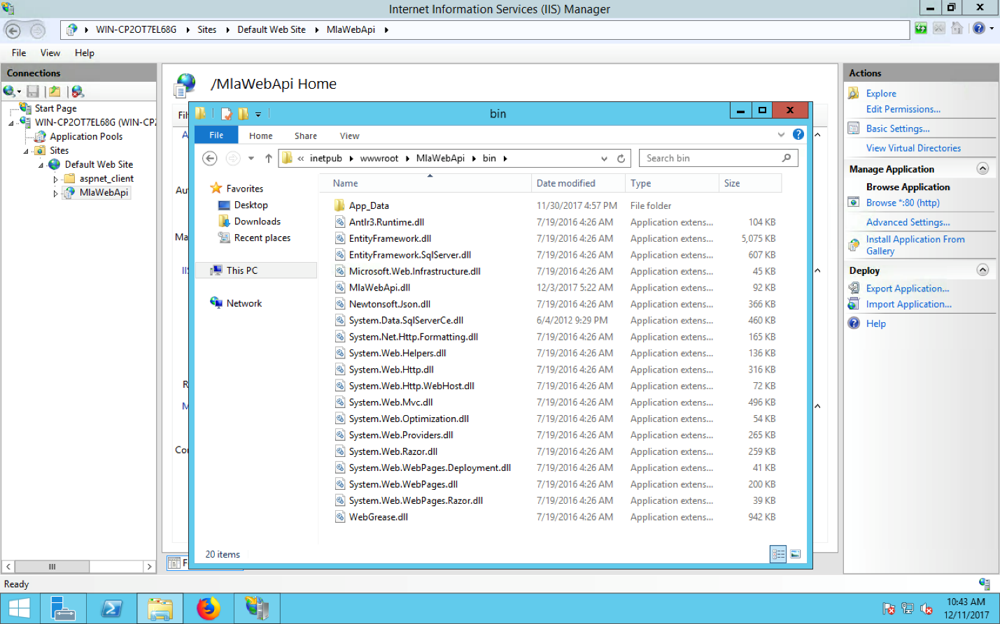 Internet Information Services (IIS) Manager
WIN-CP2OT7EL68G Sites Default Web Site MlaWebApi
File View Help
Connections
Start Page
WIN-CP2OT7EL68G (WIN-CP2
Application Pools
Sites
Default Web Site
aspnet_client
MlaWebApi
/MlaWebApi Home
bin
File Home Share View
« inetpub wwwroot MlaWebApi bin
Search bin
Favorites
Desktop
Downloads
Recent places
This PC
Network
Name Date modified Type Size
App_Data 11/30/2017 4:57 PM File folder
Antlr3.Runtime.dll 7/19/2016 4:26 AM Application extens... 104 KB
EntityFramework.dll 7/19/2016 4:26 AM Application extens... 5,075 KB
EntityFramework.SqlServer.dll 7/19/2016 4:26 AM Application extens... 607 KB
Microsoft.Web.Infrastructure.dll 7/19/2016 4:26 AM Application extens... 45 KB
MlaWebApi.dll 12/3/2017 5:22 AM Application extens... 92 KB
Newtonsoft.Json.dll 7/19/2016 4:26 AM Application extens... 366 KB
System.Data.SqlServerCe.dll 6/4/2012 9:29 PM Application extens... 460 KB
System.Net.Http.Formatting.dll 7/19/2016 4:26 AM Application extens... 165 KB
System.Web.Helpers.dll 7/19/2016 4:26 AM Application extens... 136 KB
System.Web.Http.dll 7/19/2016 4:26 AM Application extens... 316 KB
System.Web.Http.WebHost.dll 7/19/2016 4:26 AM Application extens... 72 KB
System.Web.Mvc.dll 7/19/2016 4:26 AM Application extens... 496 KB
System.Web.Optimization.dll 7/19/2016 4:26 AM Application extens... 54 KB
System.Web.Providers.dll 7/19/2016 4:26 AM Application extens... 265 KB
System.Web.Razor.dll 7/19/2016 4:26 AM Application extens... 259 KB
System.Web.WebPages.Deployment.dll 7/19/2016 4:26 AM Application extens... 41 KB
System.Web.WebPages.dll 7/19/2016 4:26 AM Application extens... 200 KB
System.Web.WebPages.Razor.dll 7/19/2016 4:26 AM Application extens... 39 KB
WebGrease.dll 7/19/2016 4:26 AM Application extens... 942 KB
20 items
Actions
Explore
Edit Permissions...
Basic Settings...
View Virtual Directories
Manage Application
Browse Application
Browse *:80 (http)
Advanced Settings...
Install Application From
Gallery
Deploy
Export Application...
Import Application...
Help
Ready
10:43 AM
12/11/2017